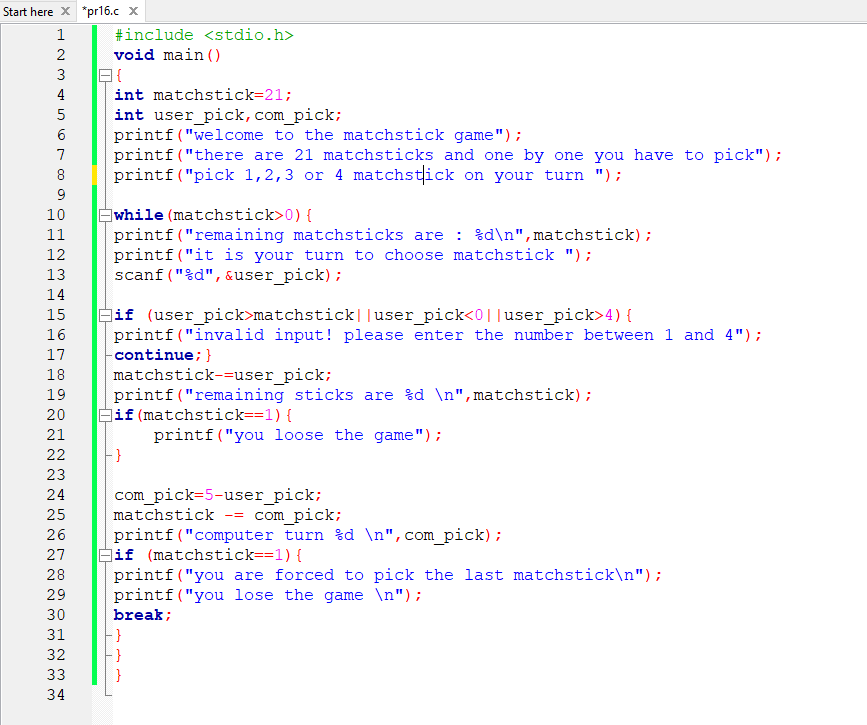 Start here
*pr16.c
1 #include <stdio.h>
2 void main()
3 {
4 int matchstick=21;
5 int user_pick,com_pick;
6 printf("welcome to the matchstick game");
7 printf("there are 21 matchsticks and one by one you have to pick");
8 printf("pick 1,2,3 or 4 matchstick on your turn ");
9
10 while(matchstick>0){
11 printf("remaining matchsticks are : %d\n",matchstick);
12 printf("it is your turn to choose matchstick ");
13 scanf("%d",&user_pick);
14
15 if (user_pick>matchstick||user_pick<0||user_pick>4){
16 printf("invalid input! please enter the number between 1 and 4");
17 continue;}
18 matchstick-=user_pick;
19 printf("remaining sticks are %d \n",matchstick);
20 if(matchstick==1){
21 printf("you loose the game");
22 }
23
24 com_pick=5-user_pick;
25 matchstick -= com_pick;
26 printf("computer turn %d \n",com_pick);
27 if (matchstick==1){
28 printf("you are forced to pick the last matchstick\n");
29 printf("you lose the game \n");
30 break;
31 }
32 }
33 }
34